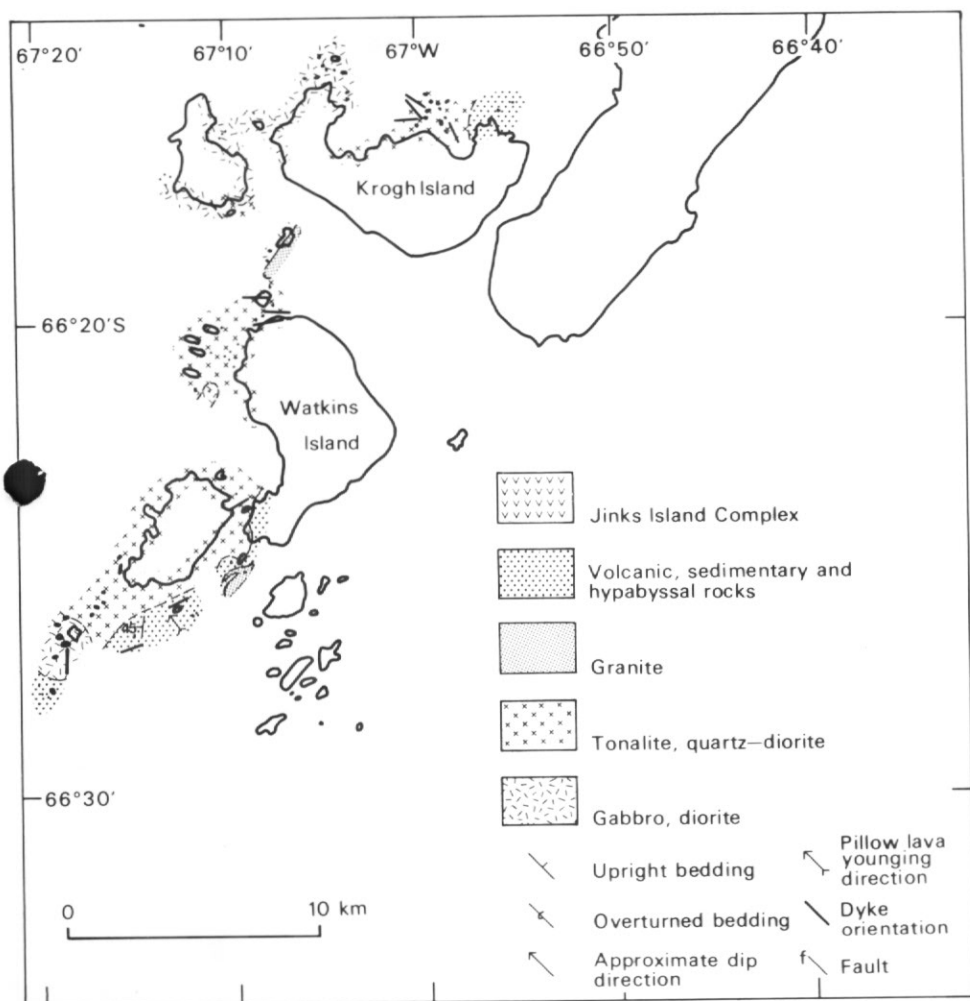 67°20′ 67°10′ 67°W 66°50′ 66°40′
Krogh Island
66°20′S
Watkins
Island
45
Jinks Island Complex
Volcanic, sedimentary and
hypabyssal rocks
Granite
Tonalite, quartz–diorite
66°30′
Gabbro, diorite
Upright bedding
Pillow lava
younging
direction
0 10 km
Overturned bedding
Dyke
orientation
Approximate dip
direction
f Fault